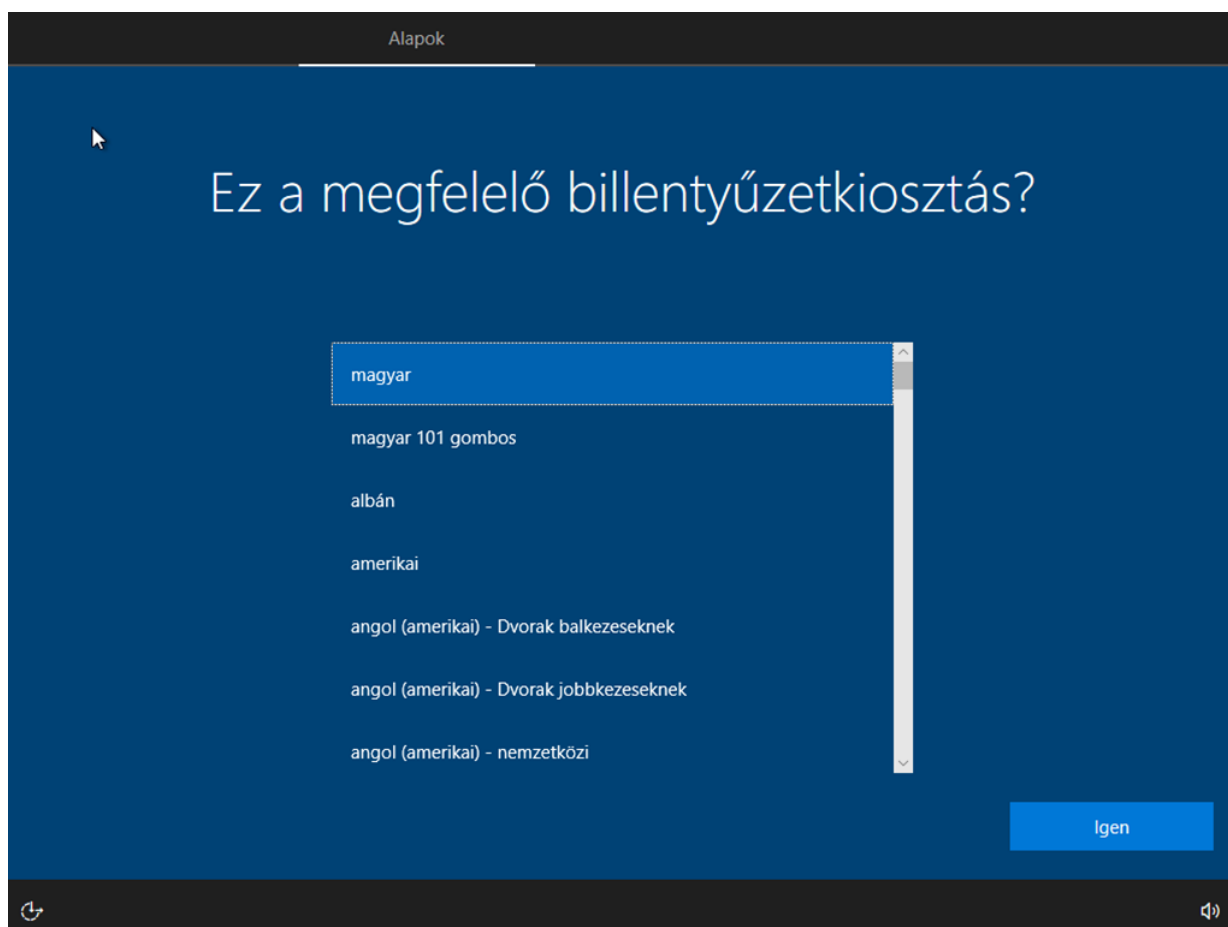 Alapok
Ez a megfelelő billentyűzetkiosztás?
magyar
magyar 101 gombos
albán
amerikai
angol (amerikai) - Dvorak balkezeseknek
angol (amerikai) - Dvorak jobbkezeseknek
angol (amerikai) - nemzetközi
Igen